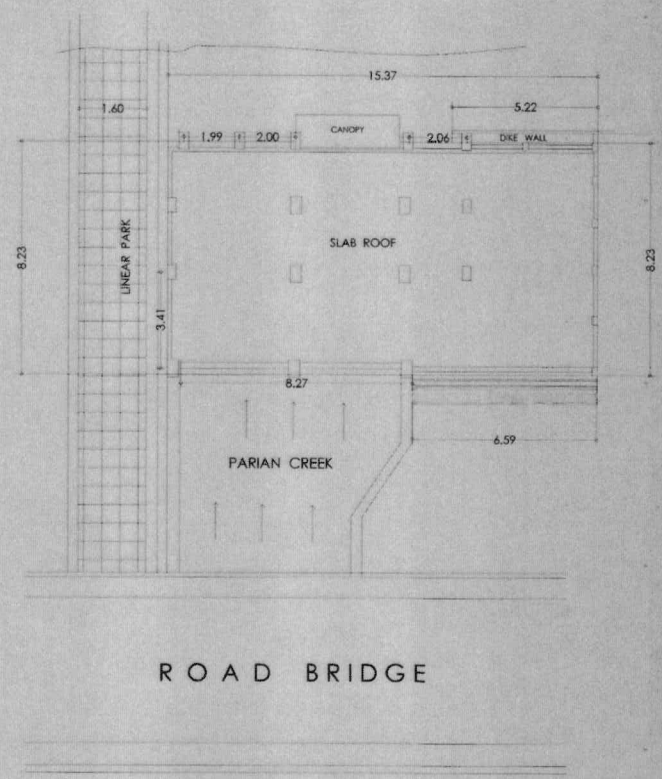 15.37
1.60
5.22
CANOPY
1.99
2.00
2.06
DIKE WALL
SLAB ROOF
LINEAR PARK
8.23
8.23
3.41
8.27
6.59
PARIAN CREEK
ROAD BRIDGE